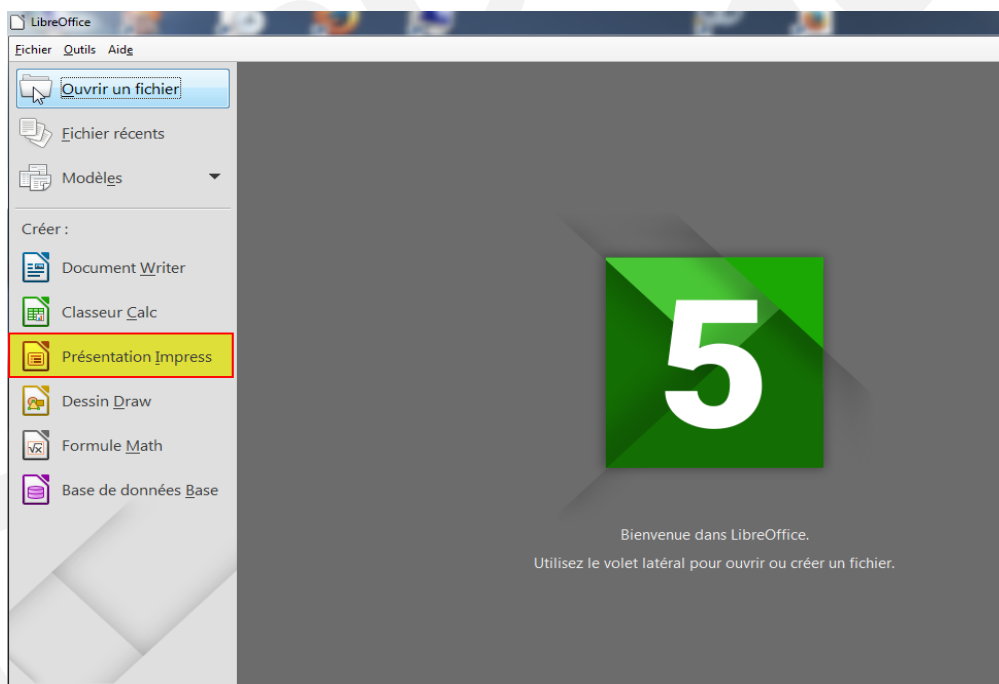 LibreOffice
Fichier Outils Aide
Ouvrir un fichier
Fichier récents
Modèles
Créer :
Document Writer
Classeur Calc
Présentation Impress
Dessin Draw
Formule Math
Base de données Base
5
Bienvenue dans LibreOffice.
Utilisez le volet latéral pour ouvrir ou créer un fichier.